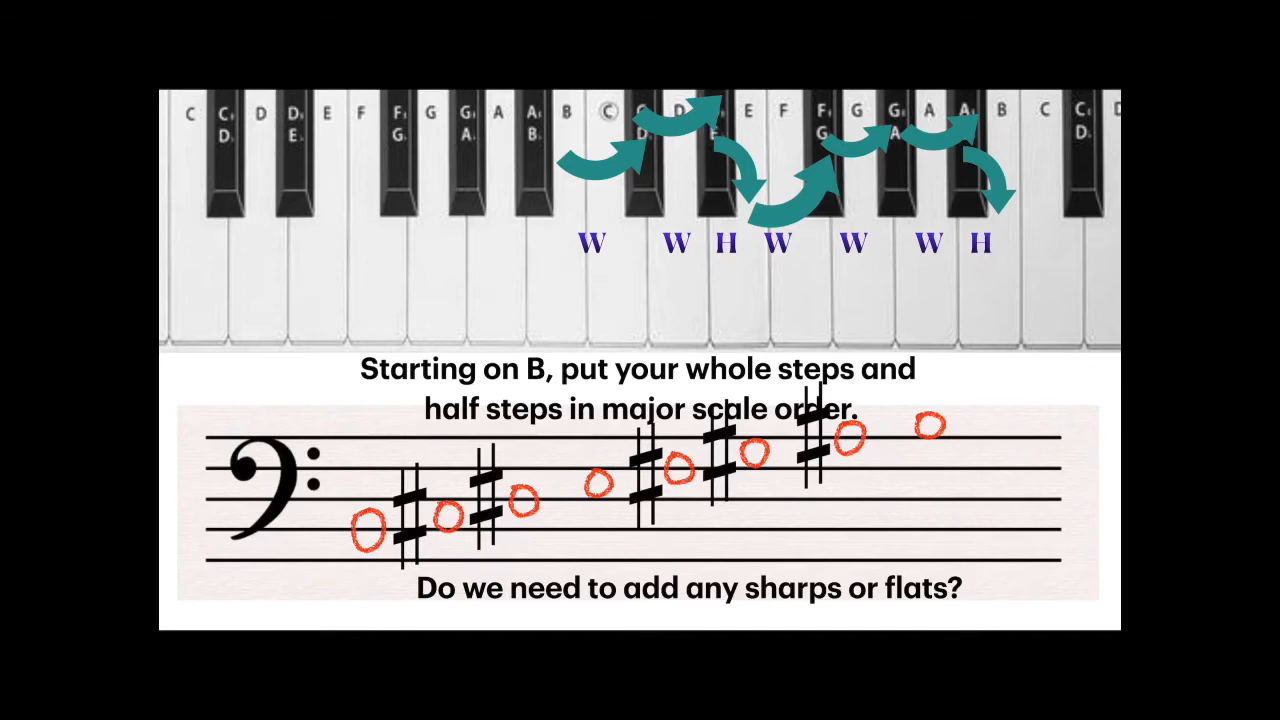 C C♯ D D♯ E F F♯ G G♯ A A♯ B C D E F G A B C C♯ D
D♭ E♭ G♭ A♭ B♭ D♭
W W H W W W H
Starting on B, put your whole steps and
half steps in major scale order.
Do we need to add any sharps or flats?